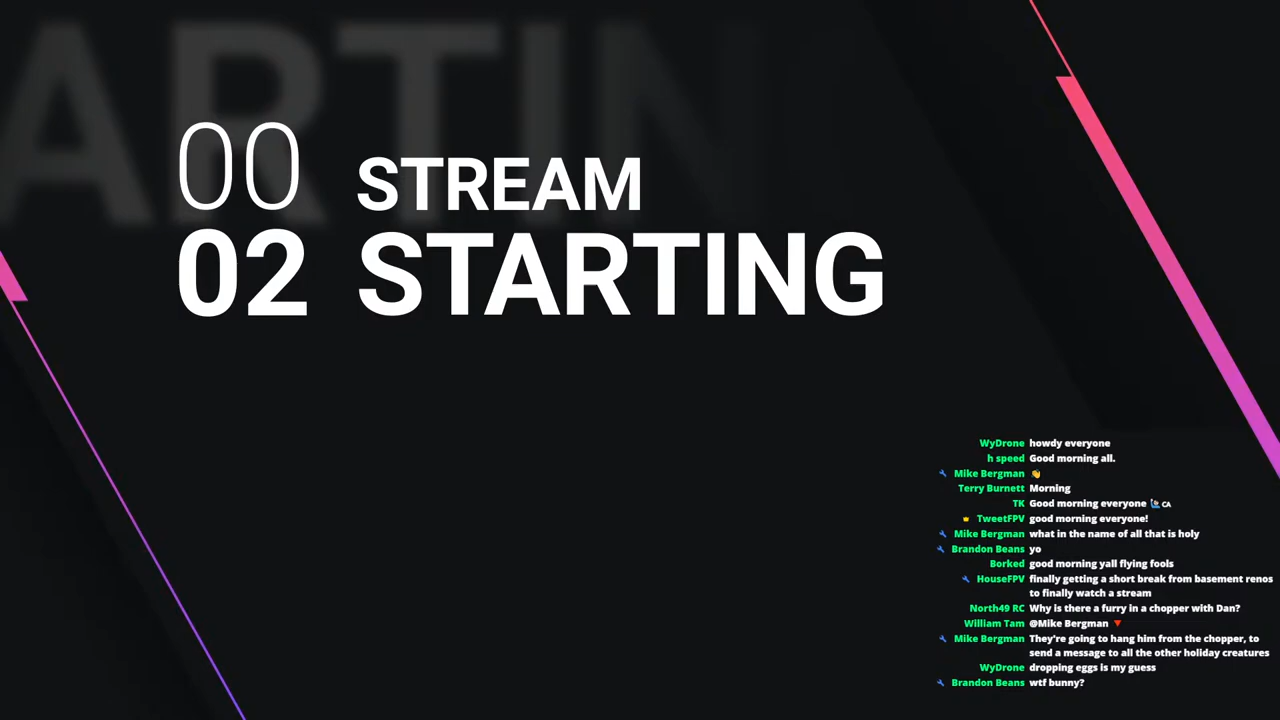 ARTIN
00 STREAM
02 STARTING
WyDrone howdy everyone
h speed Good morning all.
Mike Bergman 👏
Terry Burnett Morning
TK Good morning everyone 🙋🏻‍♂️ CA
TweetFPV good morning everyone!
Mike Bergman what in the name of all that is holy
Brandon Beans yo
Borked good morning yall flying fools
HouseFPV finally getting a short break from basement renos
to finally watch a stream
North49 RC Why is there a furry in a chopper with Dan?
William Tam @Mike Bergman 🔻
Mike Bergman They're going to hang him from the chopper, to
send a message to all the other holiday creatures
WyDrone dropping eggs is my guess
Brandon Beans wtf bunny?